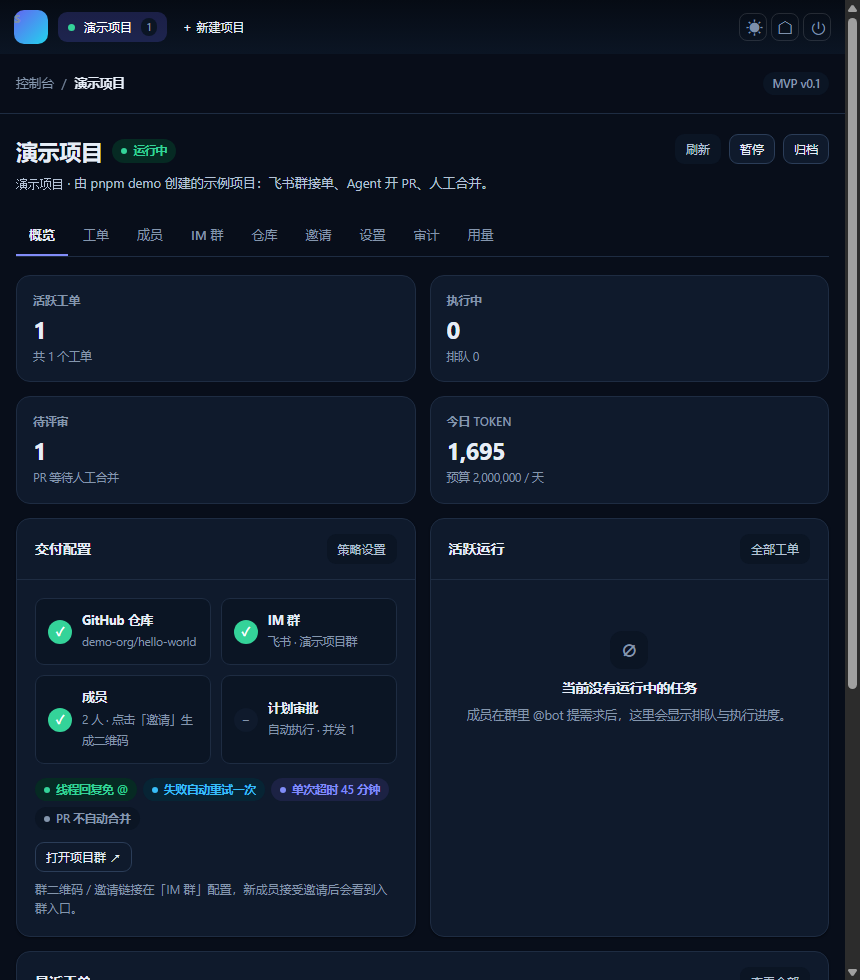 演示项目 1 + 新建项目
控制台 / 演示项目 MVP v0.1
演示项目 运行中 刷新 暂停 归档
演示项目 · 由 pnpm demo 创建的示例项目：飞书群接单、Agent 开 PR、人工合并。
概览 工单 成员 IM 群 仓库 邀请 设置 审计 用量
活跃工单
1
共 1 个工单
执行中
0
排队 0
待评审
1
PR 等待人工合并
今日 TOKEN
1,695
预算 2,000,000 / 天
交付配置 策略设置
GitHub 仓库
demo-org/hello-world
IM 群
飞书 · 演示项目群
成员
2 人 · 点击「邀请」生
成二维码
计划审批
自动执行 · 并发 1
线程回复免 @ 失败自动重试一次 单次超时 45 分钟
PR 不自动合并
打开项目群 ↗
群二维码 / 邀请链接在「IM 群」配置，新成员接受邀请后会看到入
群入口。
活跃运行 全部工单
当前没有运行中的任务
成员在群里 @bot 提需求后，这里会显示排队与执行进度。